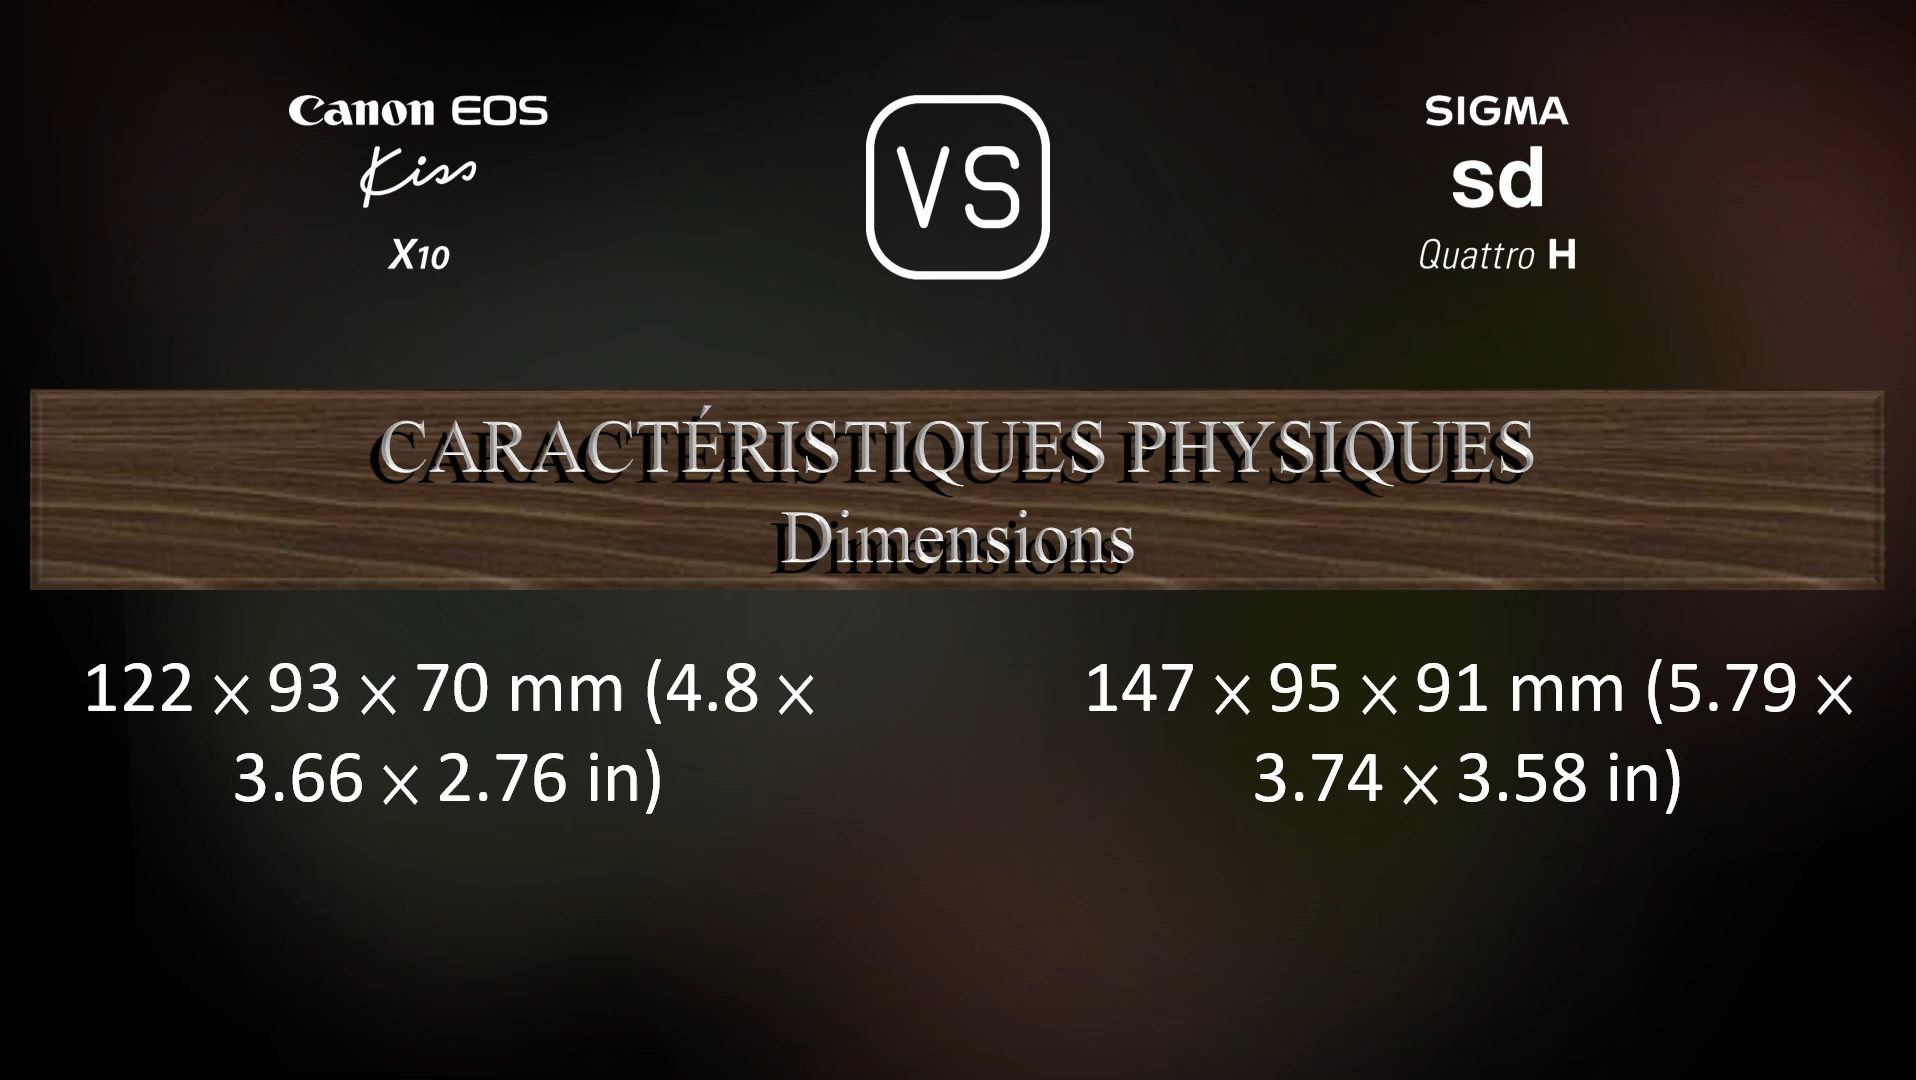 Canon EOS
Kiss
X10
VS
SIGMA
sd
Quattro H
CARACTÉRISTIQUES PHYSIQUES
Dimensions
122 x 93 x 70 mm (4.8 x
3.66 x 2.76 in)
147 x 95 x 91 mm (5.79 x
3.74 x 3.58 in)